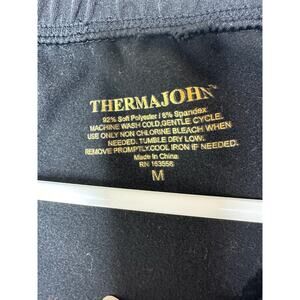 THERMAJOHN™
92% Soft Polyester / 8% Spandex
MACHINE WASH COLD,GENTLE CYCLE.
USE ONLY NON CHLORINE BLEACH WHEN
NEEDED. TUMBLE DRY LOW.
REMOVE PROMPTLY.COOL IRON IF NEEDED.
Made In China
RN 163556
M